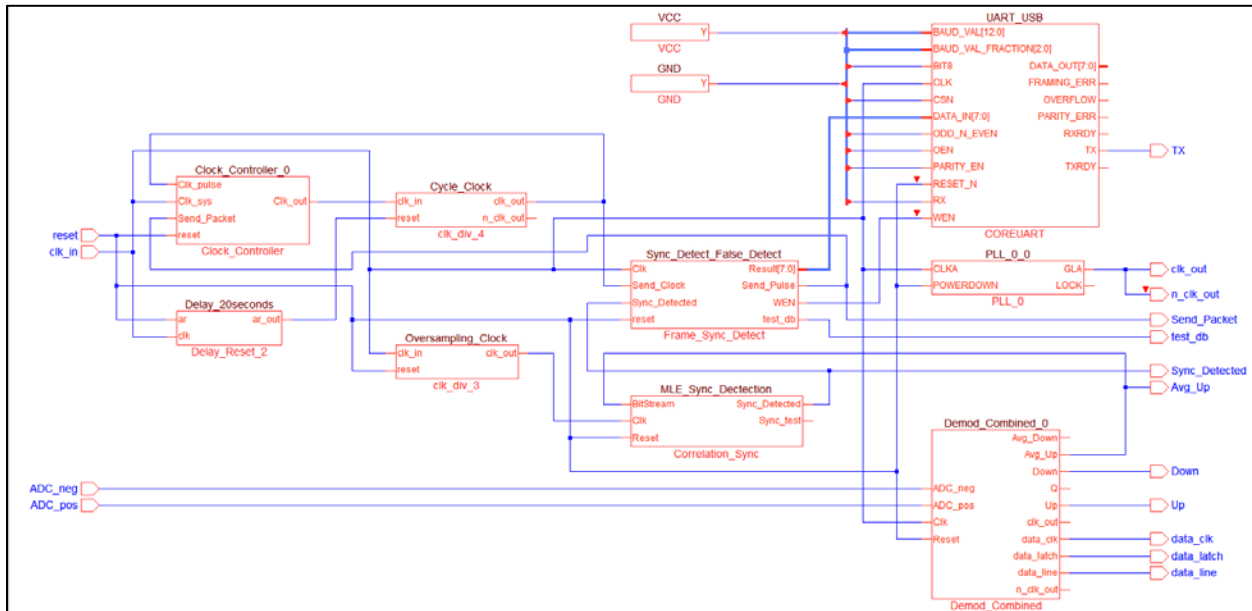 VCC
Y
VCC
GND
Y
GND
UART_USB
BAUD_VAL[12:0]
BAUD_VAL_FRACTION[2:0]
BIT8
DATA_OUT[7:0]
CLK
FRAMING_ERR
CSN
OVERFLOW
DATA_IN[7:0]
PARITY_ERR
ODD_N_EVEN
RXRDY
OEN
TX
PARITY_EN
TXRDY
RESET_N
RX
WEN
COREUART
TX
Clock_Controller_0
Clk_pulse
Clk_sys
Clk_out
Send_Packet
reset
Clock_Controller
Cycle_Clock
clk_in
clk_out
reset
n_clk_out
clk_div_4
reset
clk_in
Delay_20seconds
ar
ar_out
clk
Delay_Reset_2
Sync_Detect_False_Detect
Clk
Result[7:0]
Send_Clock
Send_Pulse
Sync_Detected
WEN
reset
test_db
Frame_Sync_Detect
PLL_0_0
CLKA
GLA
POWERDOWN
LOCK
PLL_0
clk_out
n_clk_out
Send_Packet
test_db
Sync_Detected
Avg_Up
Oversampling_Clock
clk_in
clk_out
reset
clk_div_3
MLE_Sync_Dectection
BitStream
Sync_Detected
Clk
Sync_test
Reset
Correlation_Sync
Demod_Combined_0
Avg_Down
Avg_Up
Down
ADC_neg
Q
ADC_pos
Up
Clk
clk_out
Reset
data_clk
data_latch
data_line
n_clk_out
Demod_Combined
ADC_neg
ADC_pos
Down
Up
data_clk
data_latch
data_line